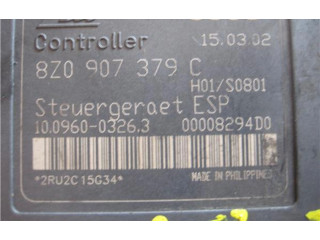 Controller 15.03.02
8Z0 907 379 C
H01/S0801
Steuergeraet ESP
10.0960-0326.3 00008294D0
*2RU2C15G34*
MADE IN PHILIPPINES